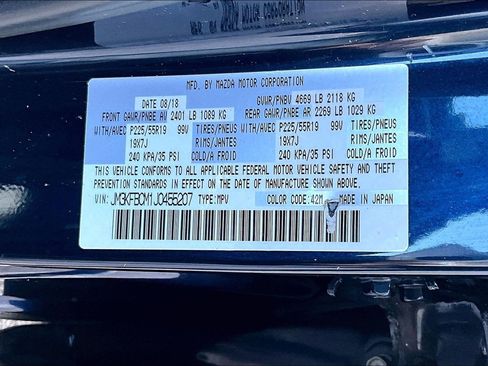 MFD. BY MAZDA MOTOR CORPORATION
DATE 08/18 GVWR/PNBV 4669 LB 2118 KG
FRONT GAWR/PNBE AV 2401 LB 1089 KG REAR GAWR/PNBE AR 2269 LB 1029 KG
WITH/AVEC P225/55R19 99V TIRES/PNEUS WITH/AVEC P225/55R19 99V TIRES/PNEUS
19X7J RIMS/JANTES 19X7J RIMS/JANTES
240 KPA/35 PSI COLD/A FROID 240 KPA/35 PSI COLD/A FROID
THIS VEHICLE CONFORMS TO ALL APPLICABLE FEDERAL MOTOR VEHICLE SAFETY AND THEFT
PREVENTION STANDARDS IN EFFECT ON THE DATE OF MANUFACTURE SHOWN ABOVE.
VIN: JM3KFBCM1J0455207 TYPE:MPV COLOR CODE:42M MADE IN JAPAN